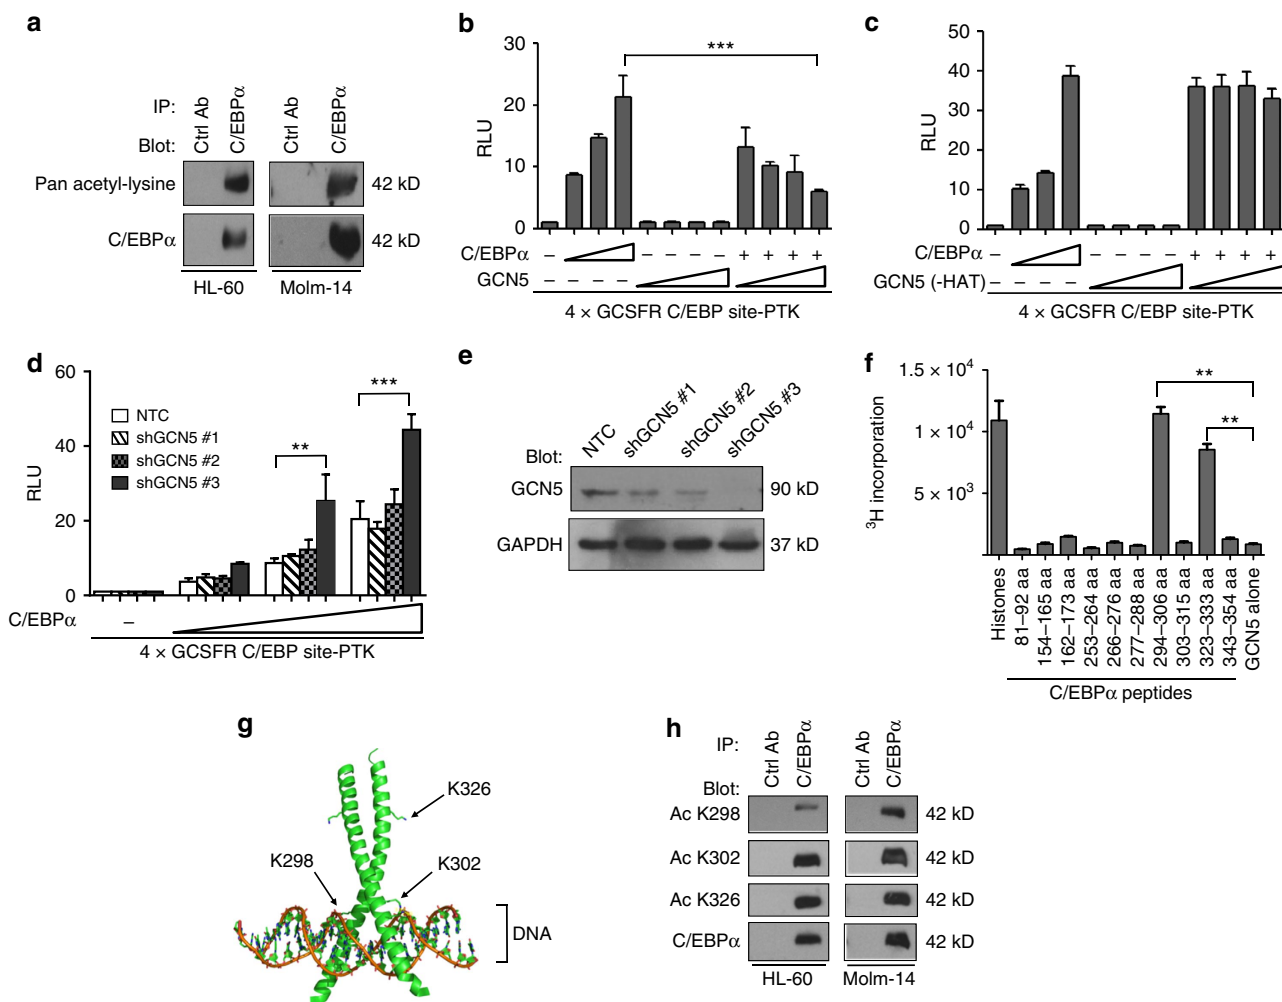 a
IP:
Blot:
Ctrl Ab
C/EBPα
Ctrl Ab
C/EBPα
Pan acetyl-lysine
42 kD
C/EBPα
42 kD
HL-60
Molm-14
b
30
20
10
0
RLU
***
C/EBPα
– – – – – + + + +
GCN5
– – – –
4 × GCSFR C/EBP site-PTK
c
50
40
30
20
10
0
RLU
C/EBPα
– – – – – + + + +
GCN5 (-HAT)
– – – –
4 × GCSFR C/EBP site-PTK
d
60
40
20
0
RLU
NTC
shGCN5 #1
shGCN5 #2
shGCN5 #3
**
***
C/EBPα
–
4 × GCSFR C/EBP site-PTK
e
Blot:
NTC
shGCN5 #1
shGCN5 #2
shGCN5 #3
GCN5
90 kD
GAPDH
37 kD
f
1.5 × 10⁴
1 × 10⁴
5 × 10³
0
³H incorporation
**
**
Histones
81–92 aa
154–165 aa
162–173 aa
253–264 aa
266–276 aa
277–288 aa
294–306 aa
303–315 aa
323–333 aa
343–354 aa
GCN5 alone
C/EBPα peptides
g
K326
K298
K302
DNA
h
IP:
Blot:
Ctrl Ab
C/EBPα
Ctrl Ab
C/EBPα
Ac K298
42 kD
Ac K302
42 kD
Ac K326
42 kD
C/EBPα
42 kD
HL-60
Molm-14